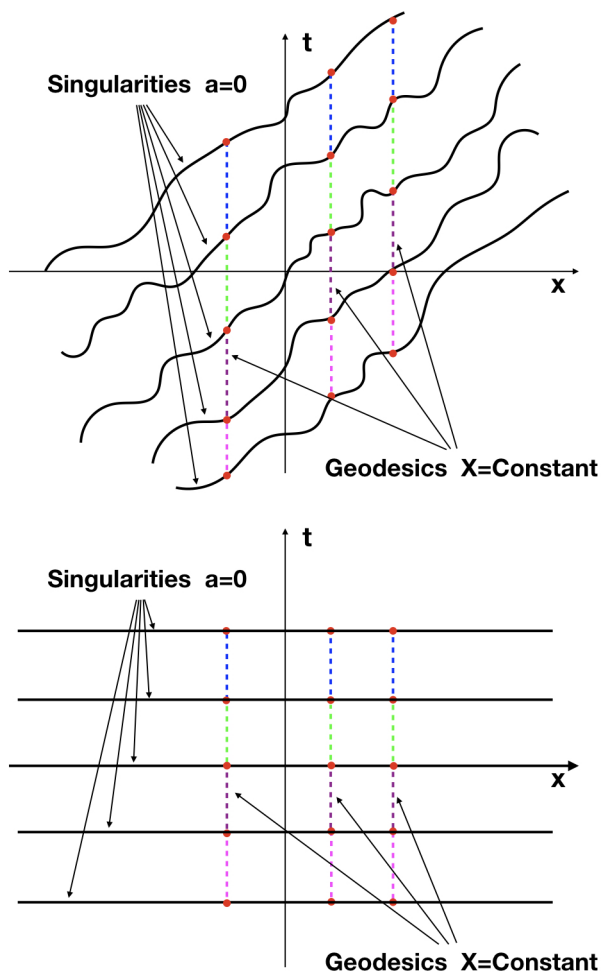 t
Singularities a=0
x
Geodesics X=Constant
t
Singularities a=0
x
Geodesics X=Constant